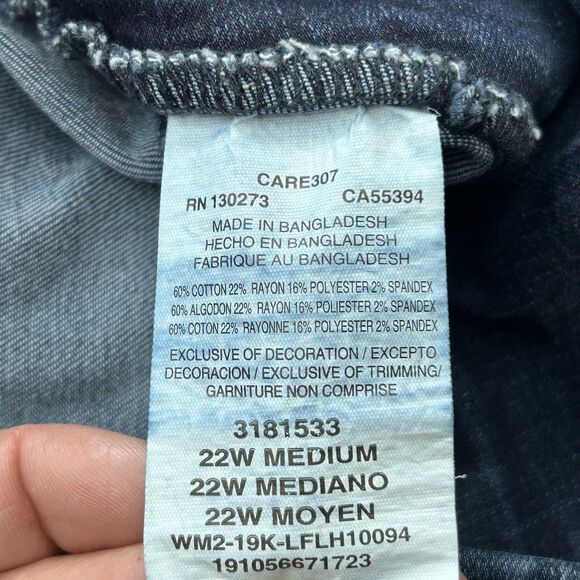 CARE307
RN 130273 CA55394
MADE IN BANGLADESH
HECHO EN BANGLADESH
FABRIQUE AU BANGLADESH
60% COTTON 22% RAYON 16% POLYESTER 2% SPANDEX
60% ALGODON 22% RAYON 16% POLIESTER 2% SPANDEX
60% COTON 22% RAYONNE 16% POLYESTER 2% SPANDEX
EXCLUSIVE OF DECORATION / EXCEPTO
DECORACION / EXCLUSIVE OF TRIMMING/
GARNITURE NON COMPRISE
3181533
22W MEDIUM
22W MEDIANO
22W MOYEN
WM2-19K-LFLH10094
191056671723